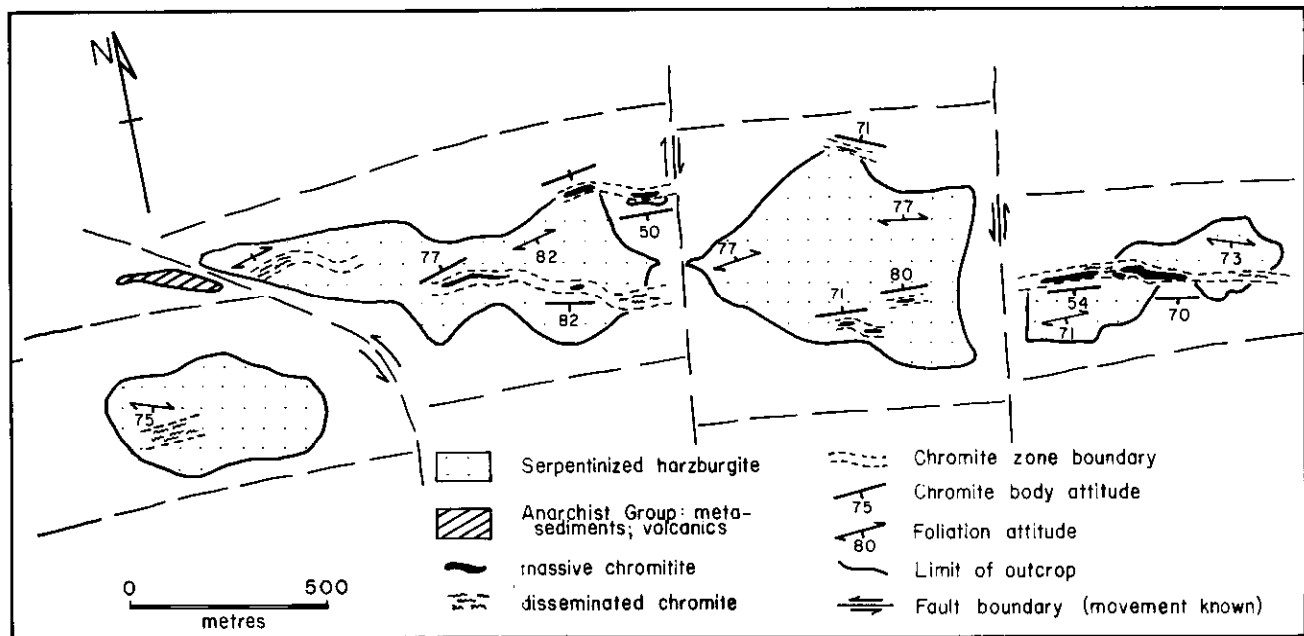 N
71
50
77
82
77
77
73
80
71
82
54
70
71
75
Serpentinized harzburgite
Anarchist Group: meta-
sediments; volcanics
massive chromitite
disseminated chromite
0 500
metres
Chromite zone boundary
Chromite body attitude
75
Foliation attitude
80
Limit of outcrop
Fault boundary (movement known)